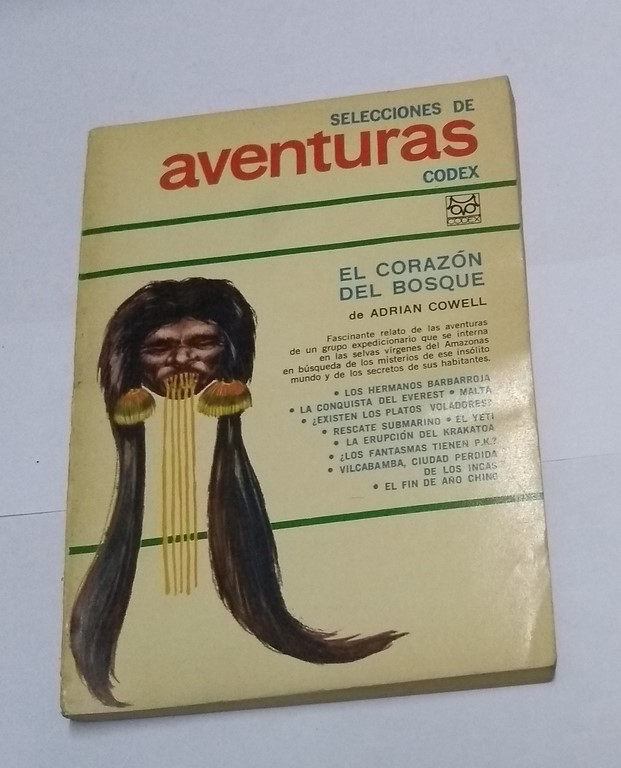 SELECCIONES DE
aventuras
CODEX
CODEX
EL CORAZÓN
DEL BOSQUE
de ADRIAN COWELL
Fascinante relato de las aventuras
de un grupo expedicionario que se interna
en las selvas vírgenes del Amazonas
en búsqueda de los misterios de ese insólito
mundo y de los secretos de sus habitantes.
• LOS HERMANOS BARBARROJA
• LA CONQUISTA DEL EVEREST • MALTA
• ¿EXISTEN LOS PLATOS VOLADORES?
• RESCATE SUBMARINO • EL YETI
• LA ERUPCIÓN DEL KRAKATOA
• ¿LOS FANTASMAS TIENEN P.K.?
• VILCABAMBA, CIUDAD PERDIDA
DE LOS INCAS
• EL FIN DE AÑO CHINO